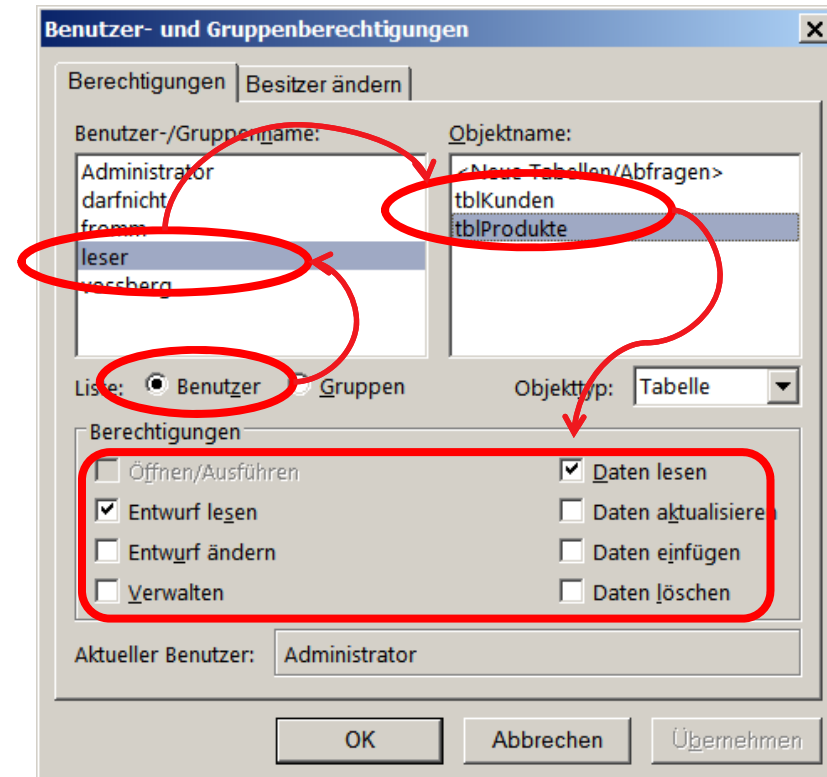 Benutzer- und Gruppenberechtigungen
Berechtigungen
Besitzer ändern
Benutzer-/Gruppenname:
Administrator
darfnicht
fromm
leser
vossberg
Objektname:
<Neue Tabellen/Abfragen>
tblKunden
tblProdukte
Liste:
Benutzer
Gruppen
Objekttyp:
Tabelle
Berechtigungen
Öffnen/Ausführen
Entwurf lesen
Entwurf ändern
Verwalten
Daten lesen
Daten aktualisieren
Daten einfügen
Daten löschen
Aktueller Benutzer:
Administrator
OK
Abbrechen
Übernehmen